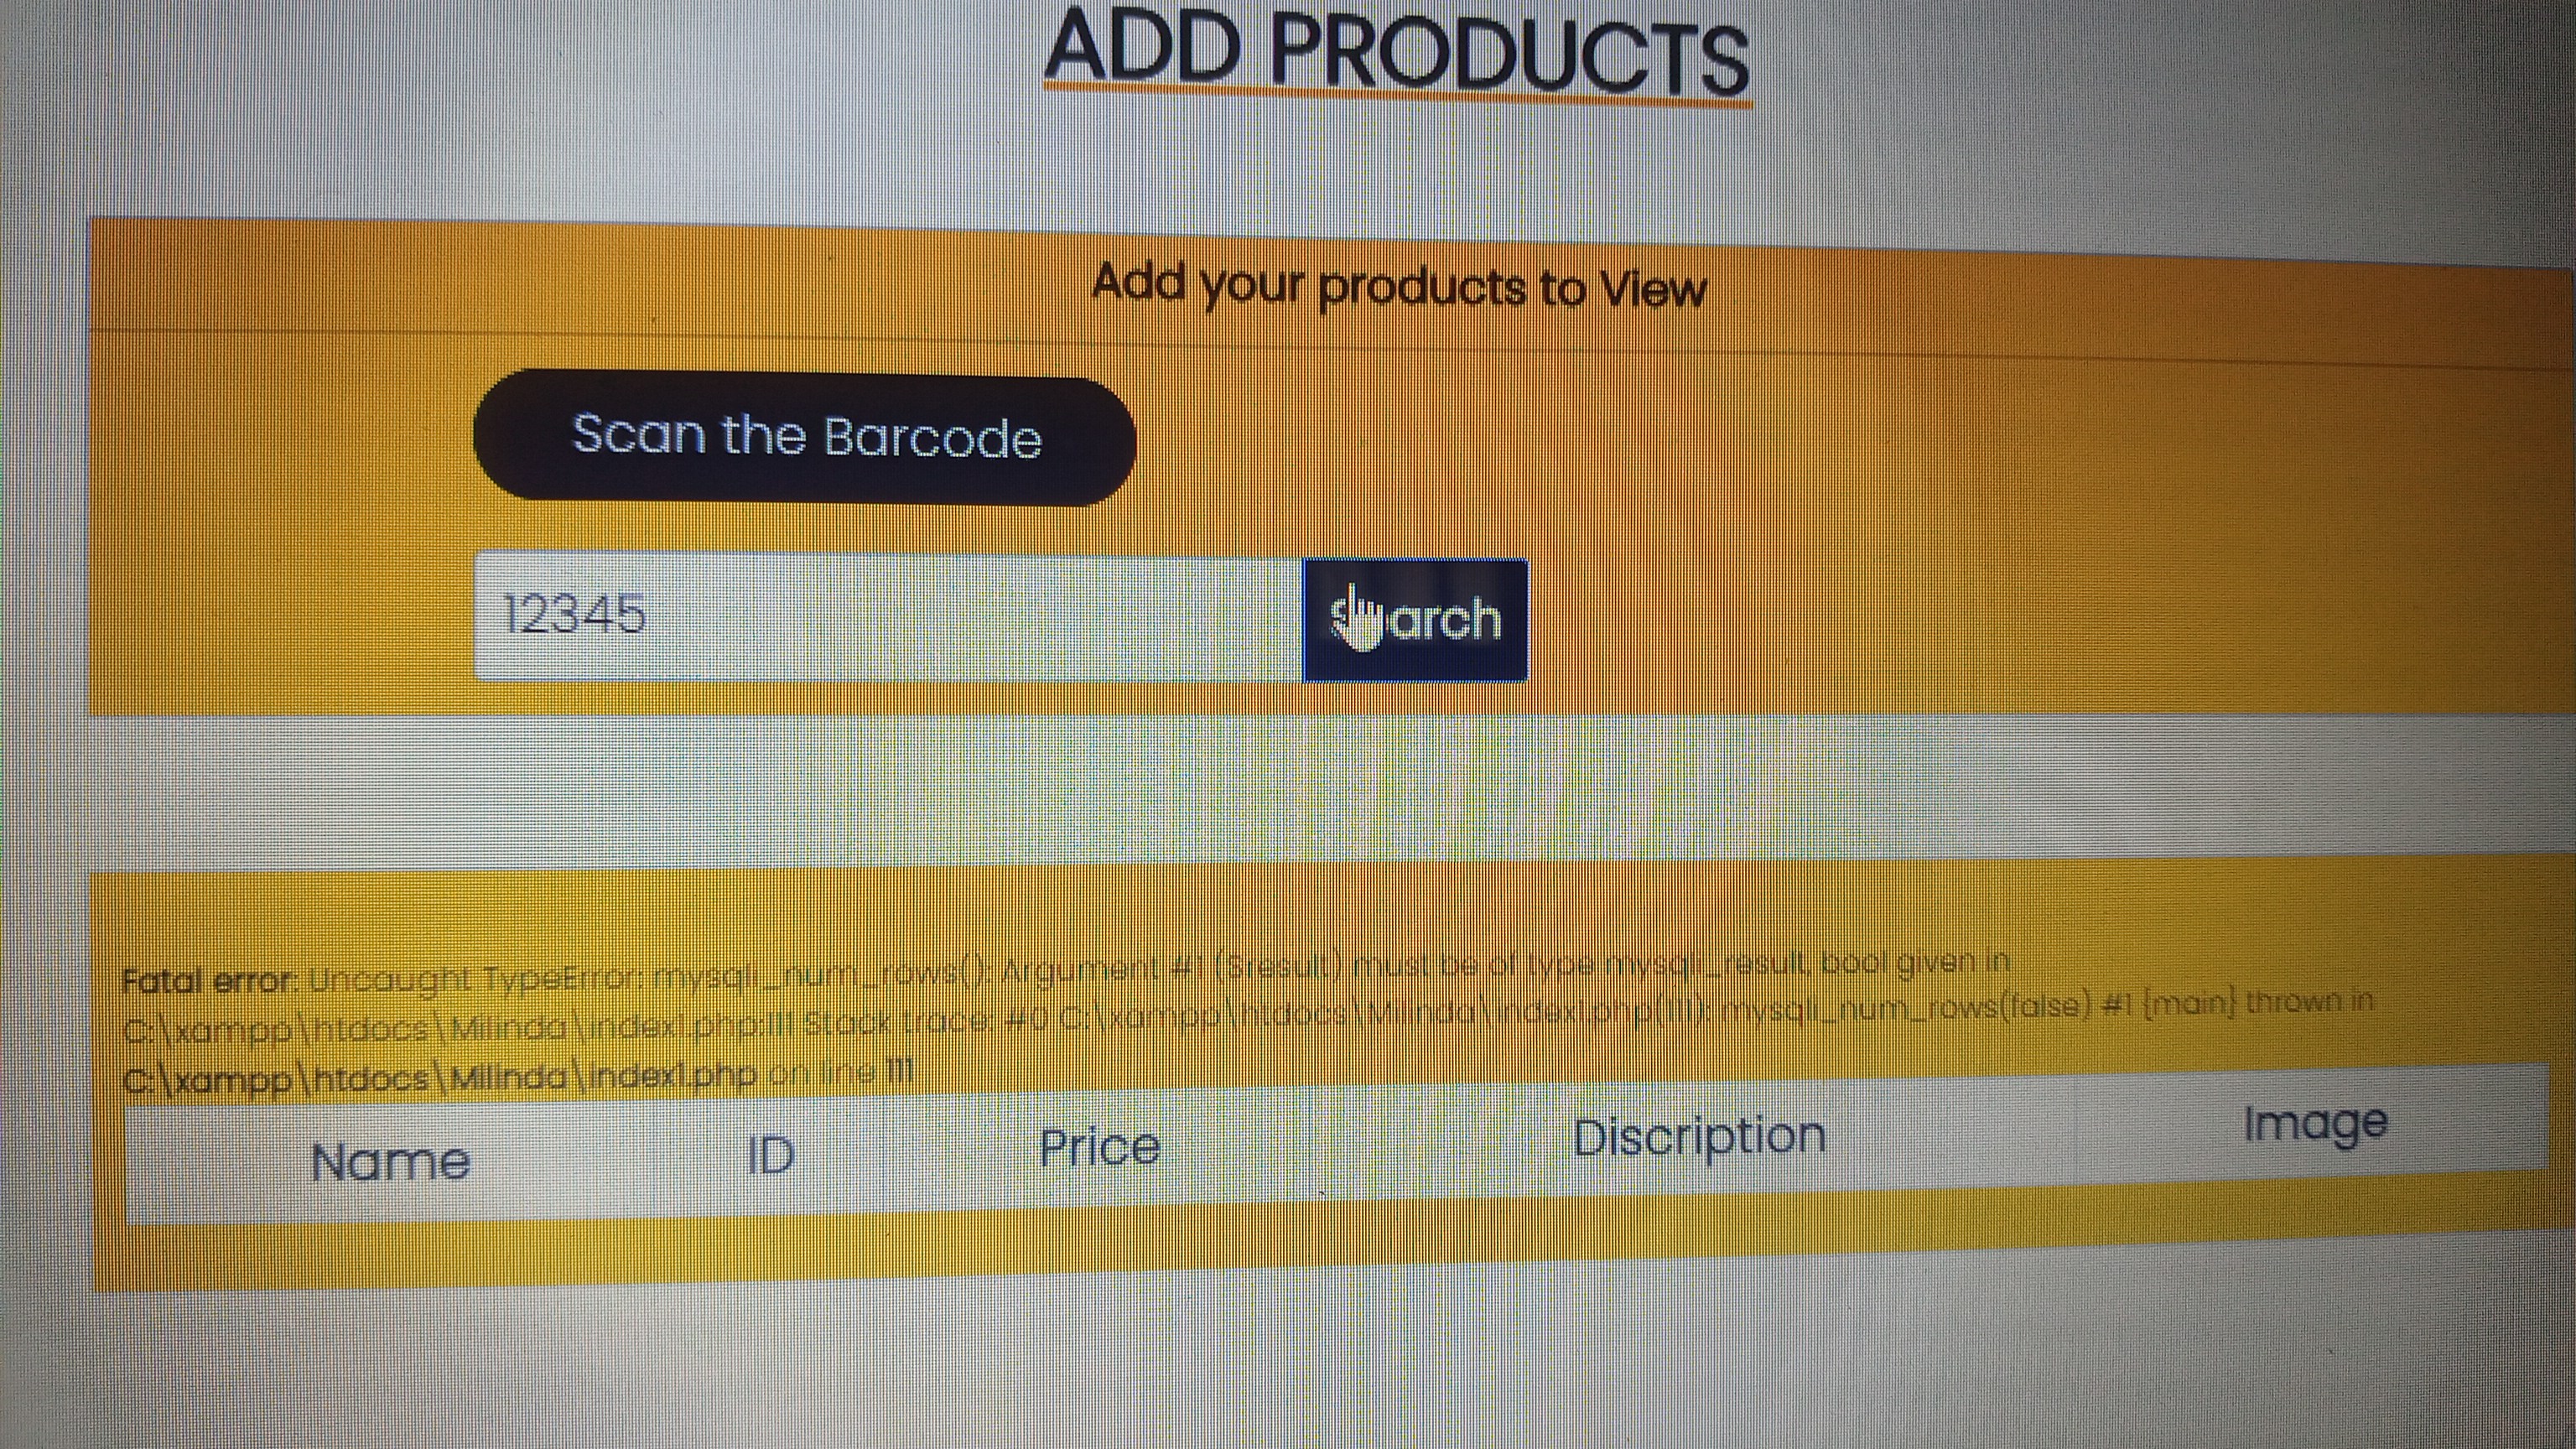 ADD PRODUCTS
Add your products to View
Scan the Barcode
12345
arch
Fatal error: Uncaught TypeError: mysqli_num_rows(): Argument #1 ($result) must be of type mysqli_result, bool given in
C:\xampp\htdocs\Milinda\index1.php:111 Stack trace: #0 C:\xampp\htdocs\Milinda\index1.php(111): mysqli_num_rows(false) #1 {main} thrown in
C:\xampp\htdocs\Milinda\index1.php on line 111
Name ID Price Discription Image